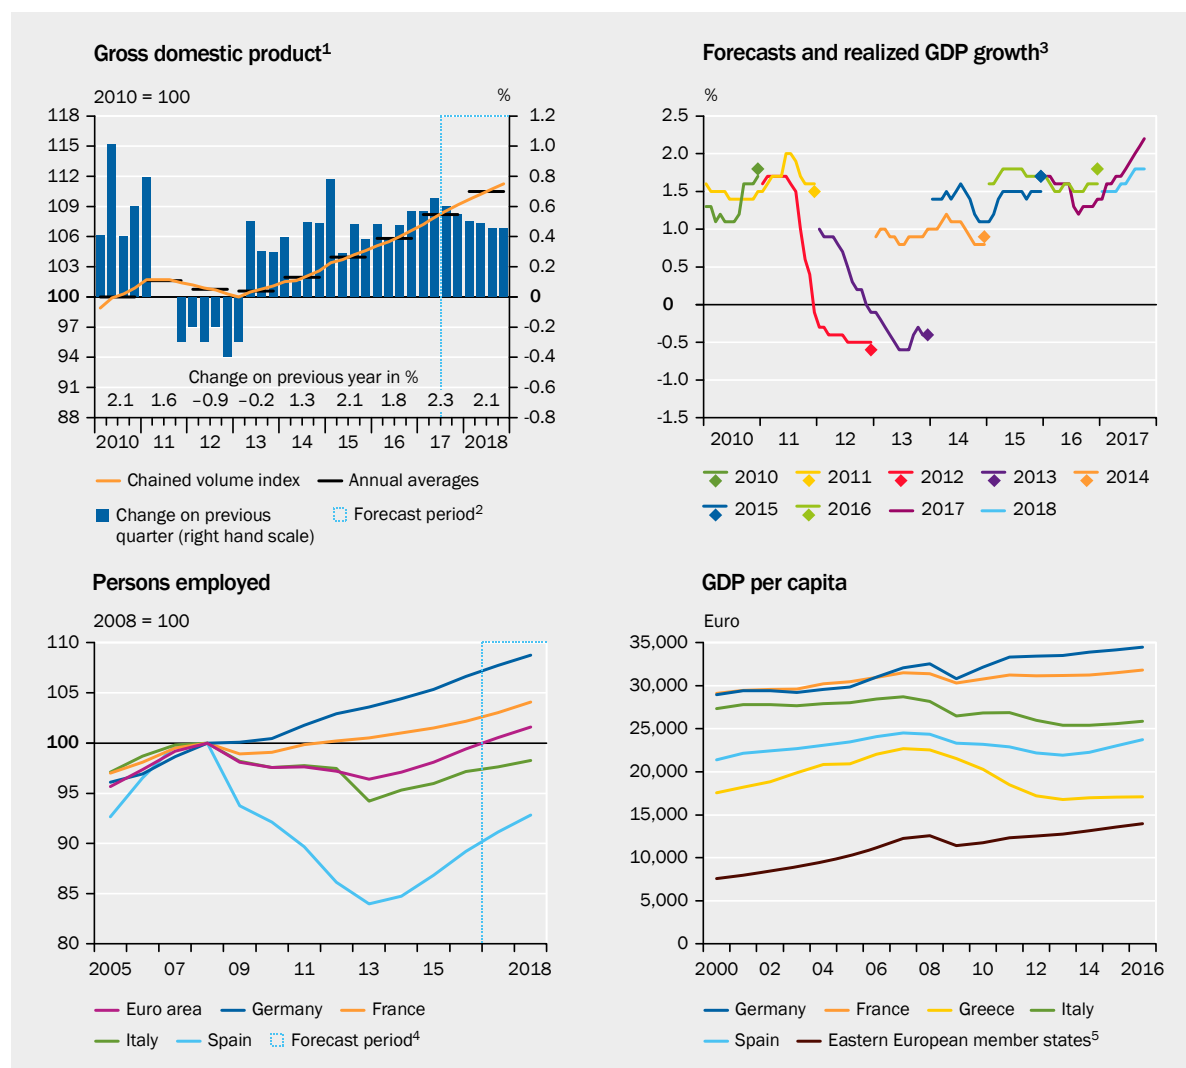 Gross domestic product1
2010 = 100
%
118
115
112
109
106
103
100
97
94
91
88
1.2
1.0
0.8
0.6
0.4
0.2
0
-0.2
-0.4
-0.6
-0.8
Change on previous year in %
2.1 1.6 –0.9 –0.2 1.3 2.1 1.8 2.3 2.1
2010 11 12 13 14 15 16 17 2018
Chained volume index Annual averages
Change on previous quarter (right hand scale)
Forecast period2
Forecasts and realized GDP growth3
%
2.5
2.0
1.5
1.0
0.5
0
-0.5
-1.0
-1.5
2010 11 12 13 14 15 16 2017
2010 2011 2012 2013 2014
2015 2016 2017 2018
Persons employed
2008 = 100
110
105
100
95
90
85
80
2005 07 09 11 13 15 2018
Euro area Germany France
Italy Spain Forecast period4
GDP per capita
Euro
35,000
30,000
25,000
20,000
15,000
10,000
5,000
0
2000 02 04 06 08 10 12 14 2016
Germany France Greece Italy
Spain Eastern European member states5